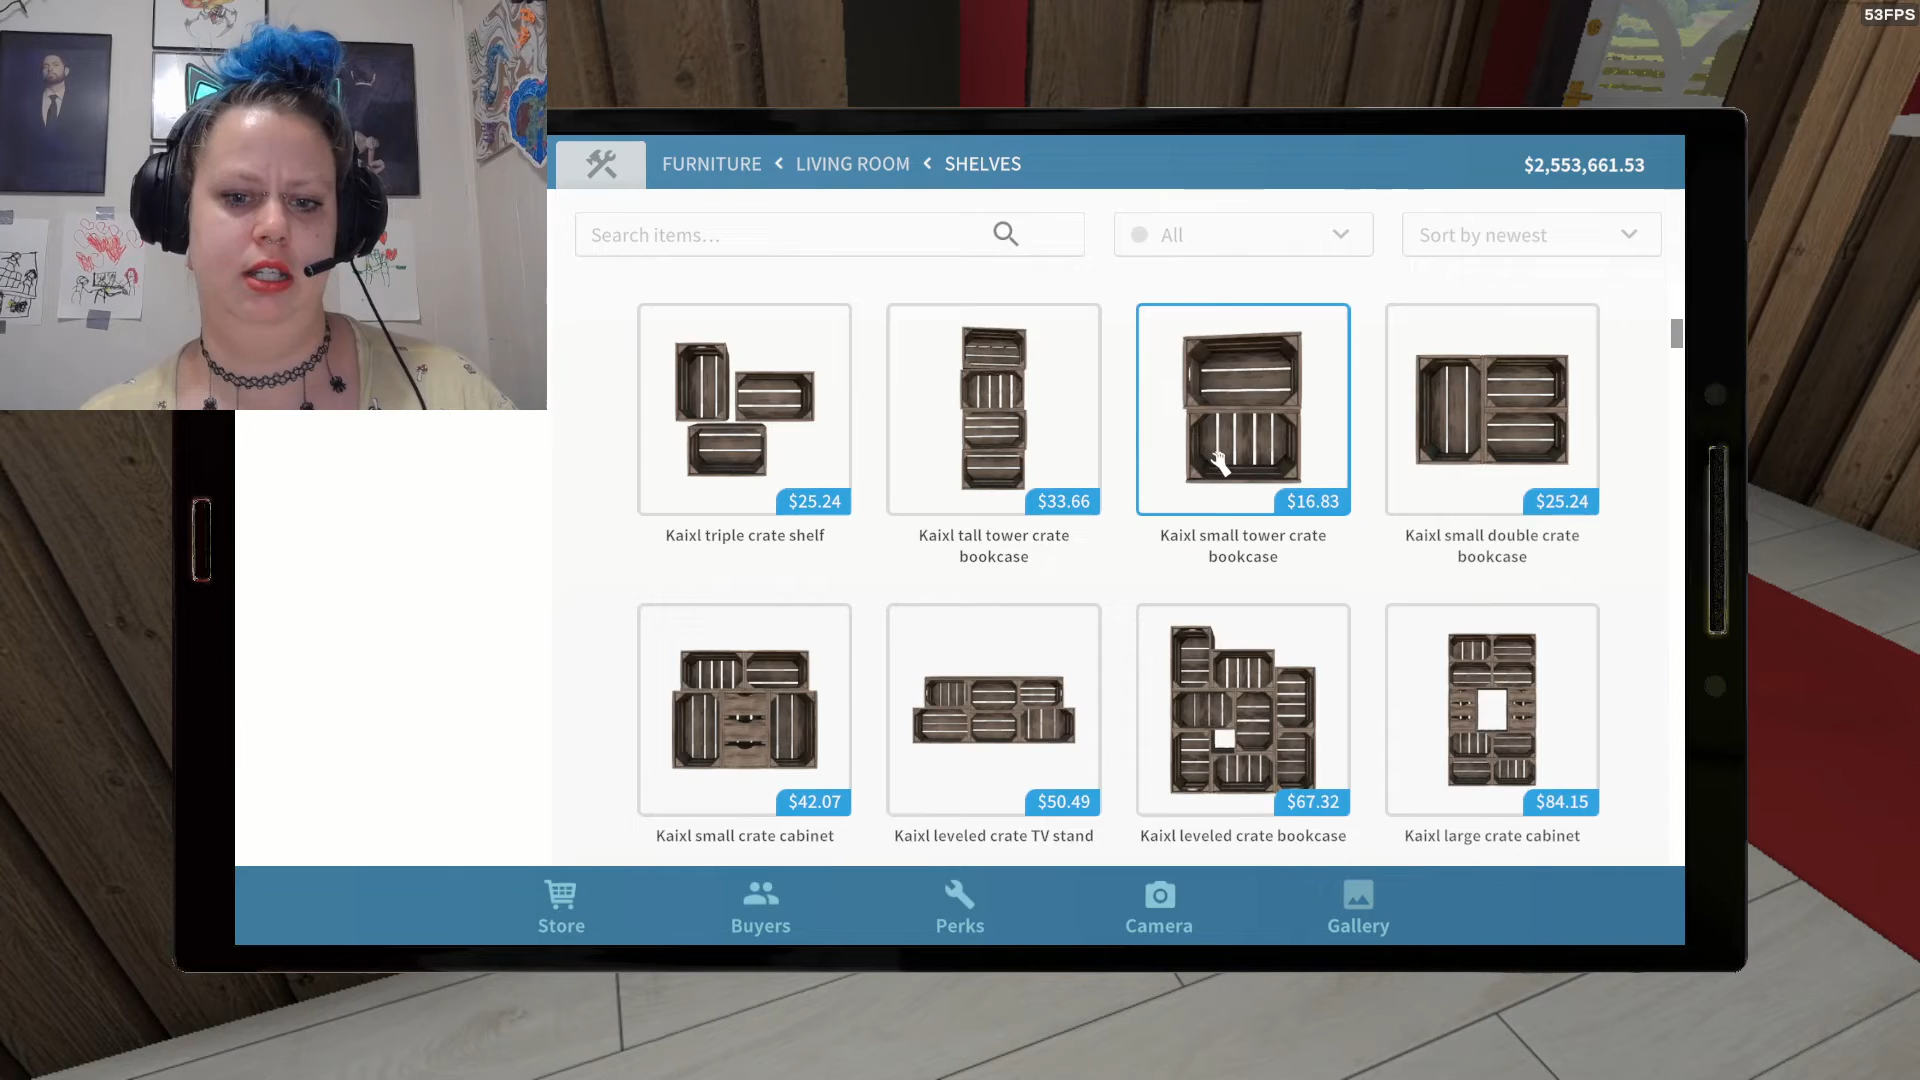 53FPS
FURNITURE < LIVING ROOM < SHELVES
$2,553,661.53
Search items...
All
Sort by newest
$25.24
$33.66
$16.83
$25.24
Kaixl triple crate shelf
Kaixl tall tower crate
bookcase
Kaixl small tower crate
bookcase
Kaixl small double crate
bookcase
$42.07
$50.49
$67.32
$84.15
Kaixl small crate cabinet
Kaixl leveled crate TV stand
Kaixl leveled crate bookcase
Kaixl large crate cabinet
Store
Buyers
Perks
Camera
Gallery